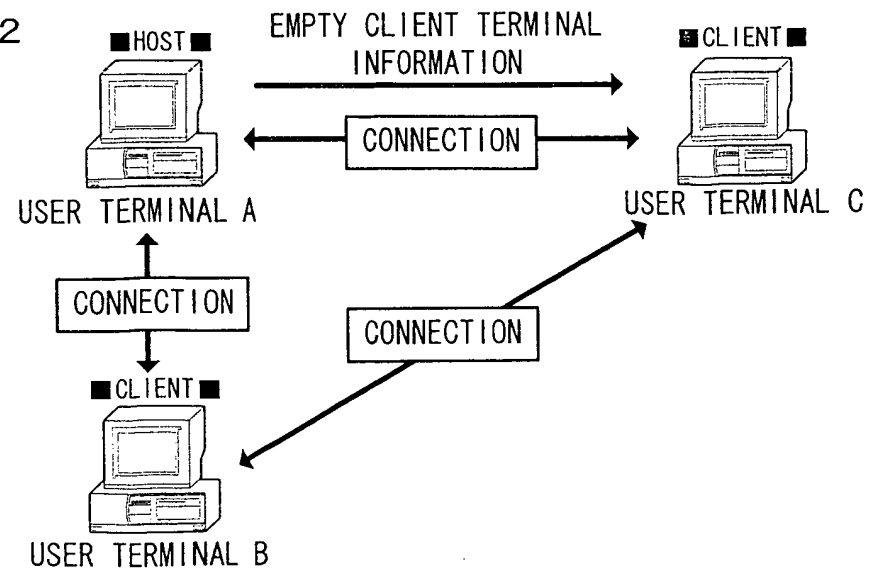 2
■HOST■
EMPTY CLIENT TERMINAL
INFORMATION
■CLIENT■
CONNECTION
USER TERMINAL A
USER TERMINAL C
CONNECTION
CONNECTION
■CLIENT■
USER TERMINAL B